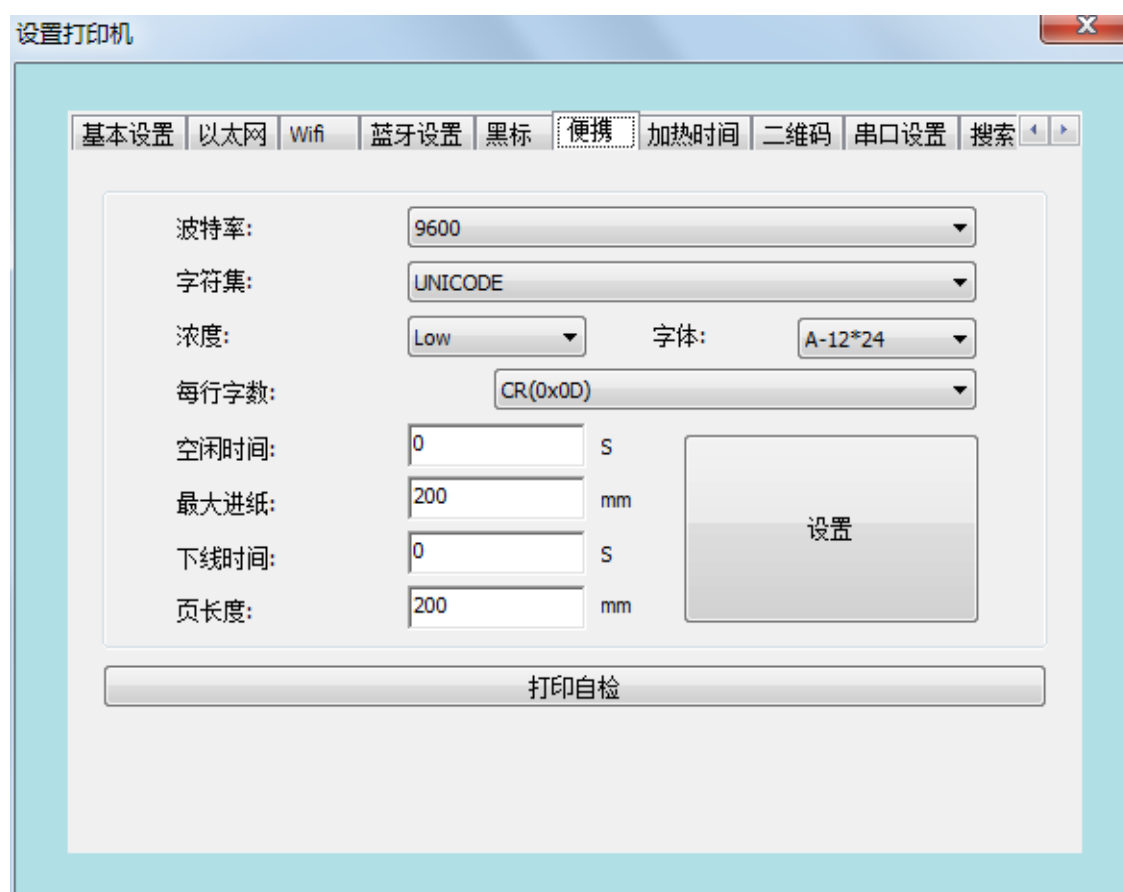 设置打印机
基本设置 以太网 Wifi 蓝牙设置 黑标 便携 加热时间 二维码 串口设置 搜索
波特率: 9600
字符集: UNICODE
浓度: Low 字体: A-12*24
每行字数: CR(0x0D)
空闲时间: 0 S
最大进纸: 200 mm
设置
下线时间: 0 S
页长度: 200 mm
打印自检